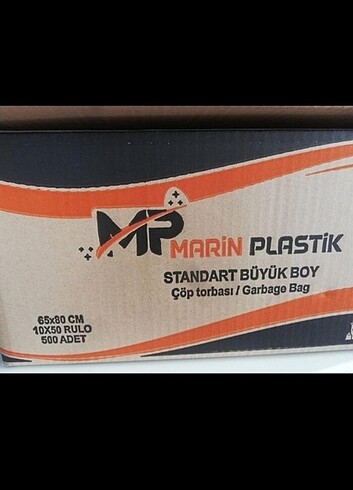 MP MARİN PLASTİK
STANDART BÜYÜK BOY
Çöp torbası / Garbage Bag
65x80 CM
10X50 RULO
500 ADET